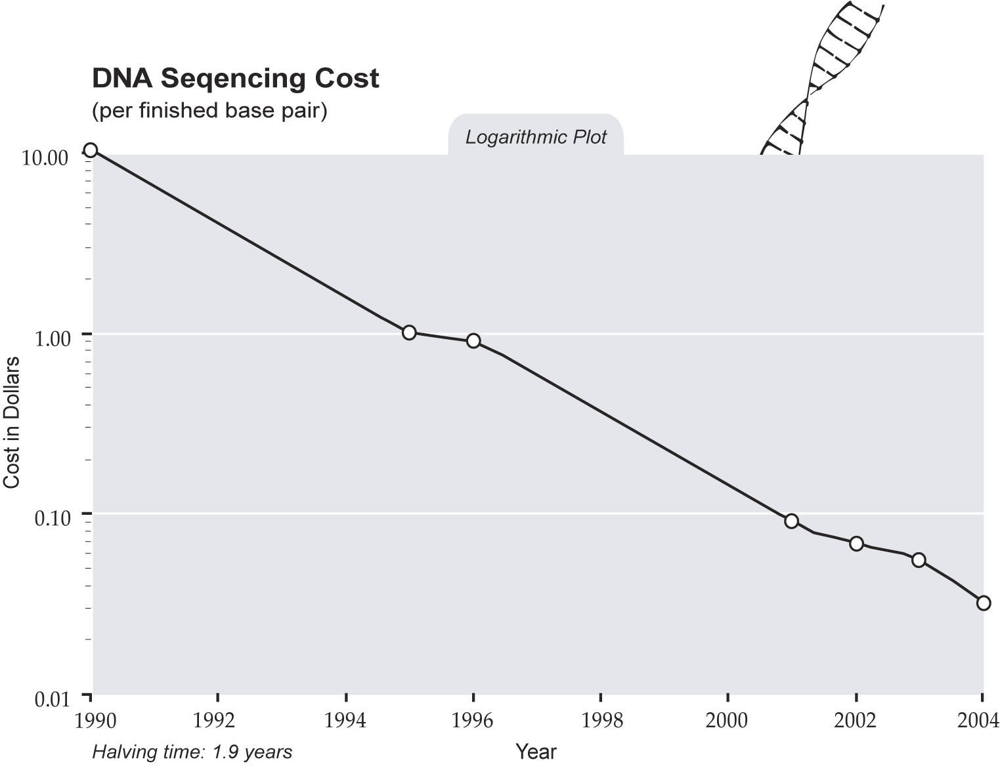 DNA Seqencing Cost
(per finished base pair)
Logarithmic Plot
10.00
1.00
0.10
0.01
Cost in Dollars
1990 1992 1994 1996 1998 2000 2002 2004
Halving time: 1.9 years
Year